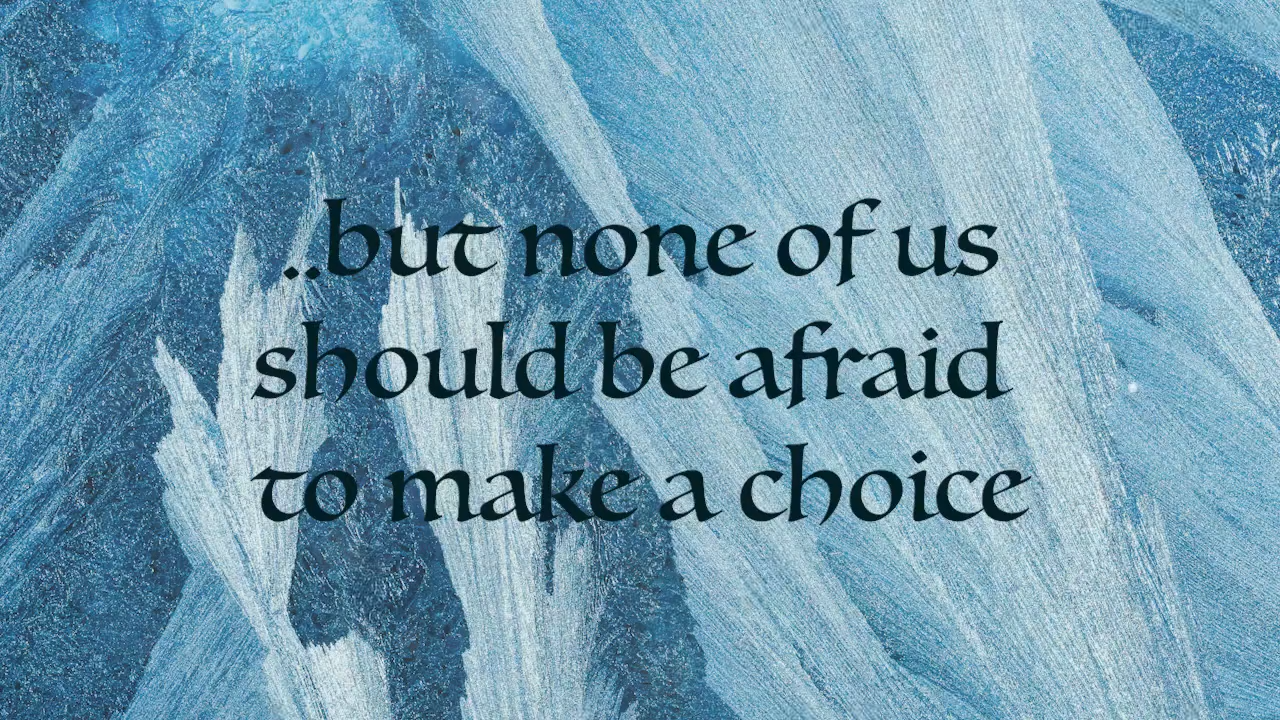 ..but none of us
should be afraid
to make a choice